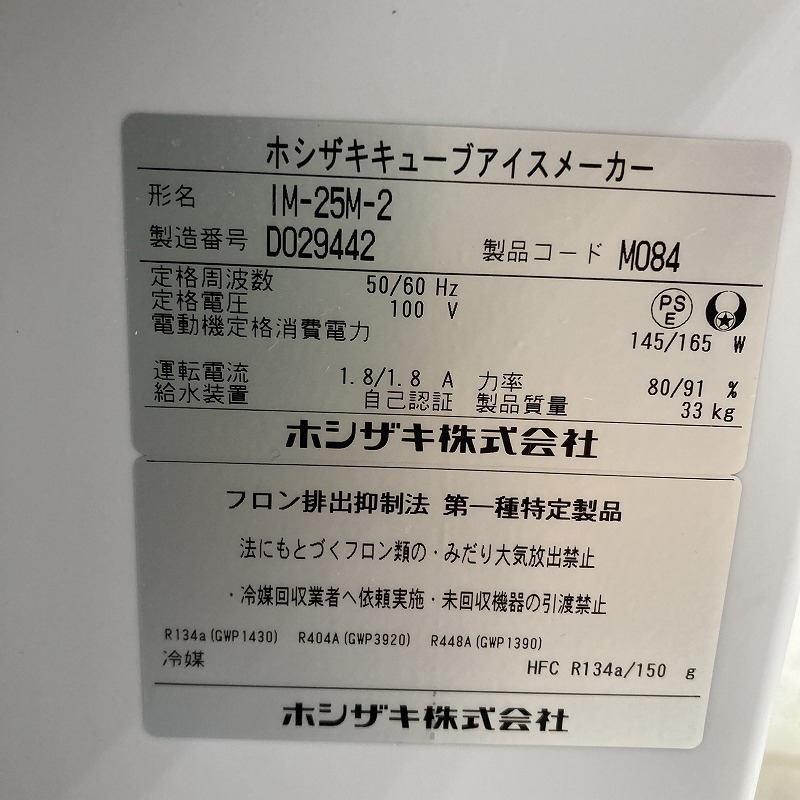 ホシザキキューブアイスメーカー
形名 IM-25M-2
製造番号 D029442 製品コード M084
定格周波数 50/60 Hz
定格電圧 100 V
PSE
電動機定格消費電力 145/165 W
運転電流 1.8/1.8 A 力率 80/91 %
給水装置 自己認証 製品質量 33 kg
ホシザキ株式会社
フロン排出抑制法 第一種特定製品
法にもとづくフロン類の・みだり大気放出禁止
・冷媒回収業者へ依頼実施・未回収機器の引渡禁止
R134a(GWP1430) R404A(GWP3920) R448A(GWP1390)
冷媒 HFC R134a/150 g
ホシザキ株式会社